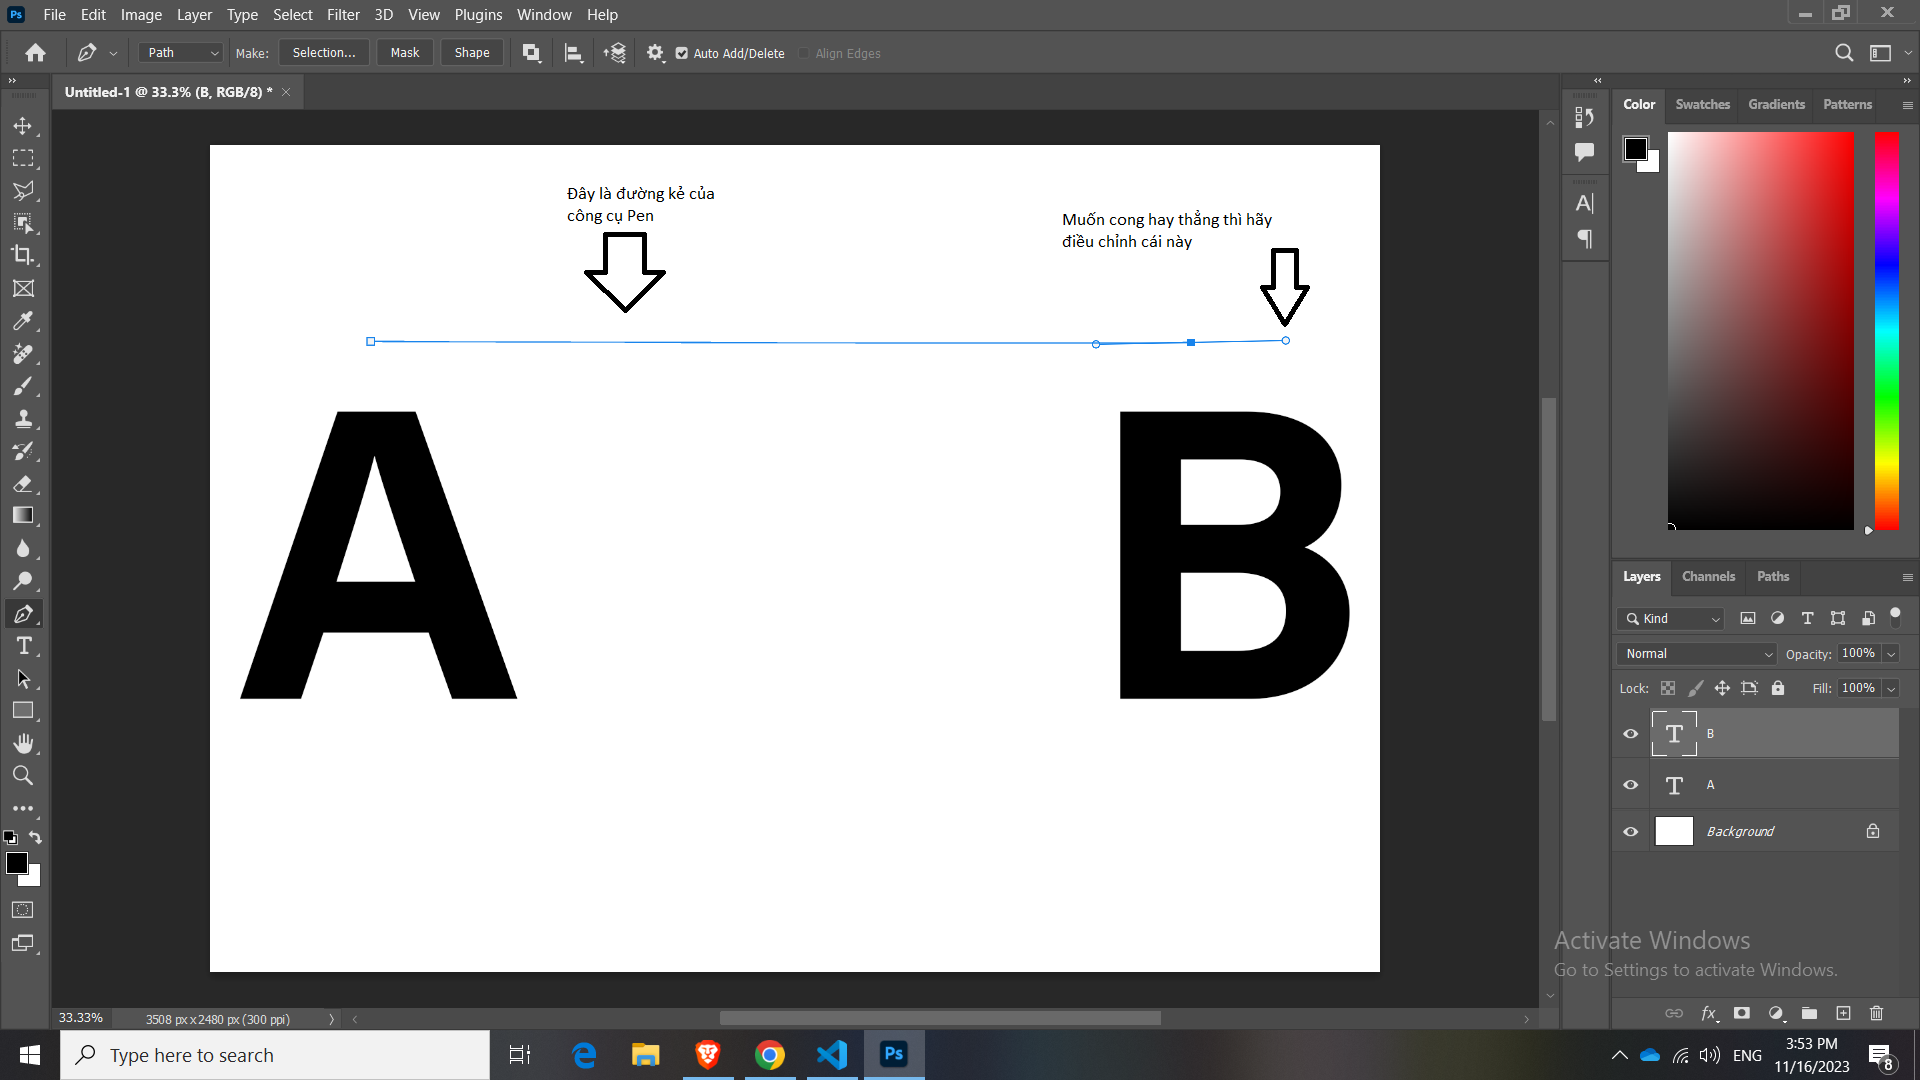 Ps File Edit Image Layer Type Select Filter 3D View Plugins Window Help
Path Make: Selection... Mask Shape Auto Add/Delete Align Edges
Untitled-1 @ 33.3% (B, RGB/8) *
Color Swatches Gradients Patterns
Đây là đường kẻ của
công cụ Pen
Muốn cong hay thẳng thì hãy
điều chỉnh cái này
A B
Layers Channels Paths
Kind
Normal Opacity: 100%
Lock: Fill: 100%
B
A
Background
Activate Windows
Go to Settings to activate Windows.
33.33% 3508 px x 2480 px (300 ppi)
Type here to search
Ps
ENG
3:53 PM
11/16/2023
8